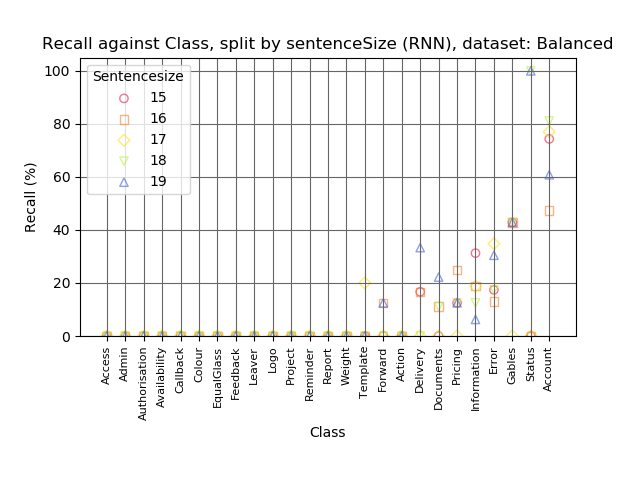 Recall against Class, split by sentenceSize (RNN), dataset: Balanced
Recall (%)
100
80
60
40
20
0
Sentencesize
15
16
17
18
19
Access
Admin
Authorisation
Availability
Callback
Colour
EqualGlass
Feedback
Leaver
Logo
Project
Reminder
Report
Weight
Template
Forward
Action
Delivery
Documents
Pricing
Information
Error
Gables
Status
Account
Class